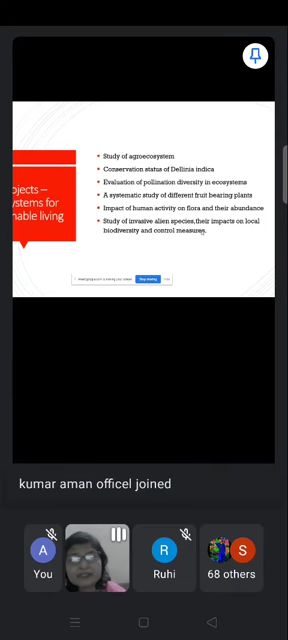 ojects –
ystems for
nable living
Study of agroecosystem
Conservation status of Dellinia indica
Evaluation of pollination diversity in ecosystems
A systematic study of different fruit bearing plants
Impact of human activity on flora and their abundance
Study of invasive alien species,their impacts on local
biodiversity and control measures.
Stop sharing
kumar aman officel joined
A
You
R
Ruhi
S
68 others